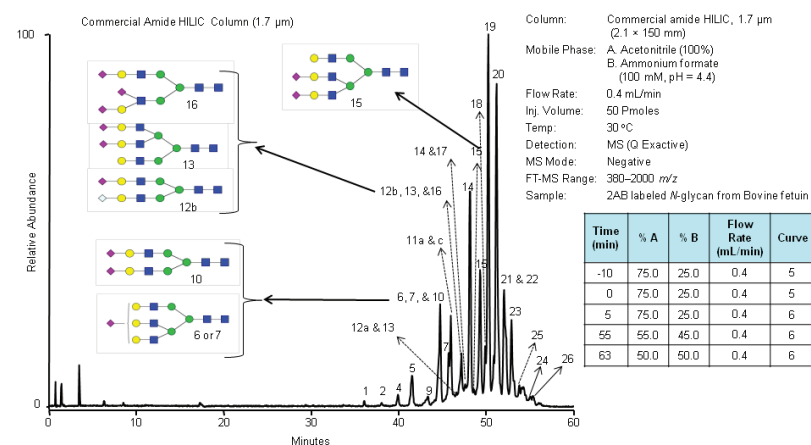 Commercial Amide HILIC Column (1.7 µm)
100
Relative Abundance
0
0
10
20
30
40
50
60
Minutes
16
13
12b
15
10
6 or 7
1
2
4
5
9
12a & 13
6, 7, & 10
7
11a & c
12b, 13, &16
14 &17
14
15
15
18
19
20
21 & 22
23
25
24
26
Column: Commercial amide HILIC, 1.7 µm
(2.1 × 150 mm)
Mobile Phase: A. Acetonitrile (100%)
B. Ammonium formate
(100 mM, pH = 4.4)
Flow Rate: 0.4 mL/min
Inj. Volume: 50 Pmoles
Temp: 30 °C
Detection: MS (Q Exactive)
MS Mode: Negative
FT-MS Range: 380–2000 m/z
Sample: 2AB labeled N-glycan from Bovine fetuin
Time (min) % A % B Flow Rate (mL/min) Curve
-10 75.0 25.0 0.4 5
0 75.0 25.0 0.4 5
5 75.0 25.0 0.4 6
55 55.0 45.0 0.4 6
63 50.0 50.0 0.4 6